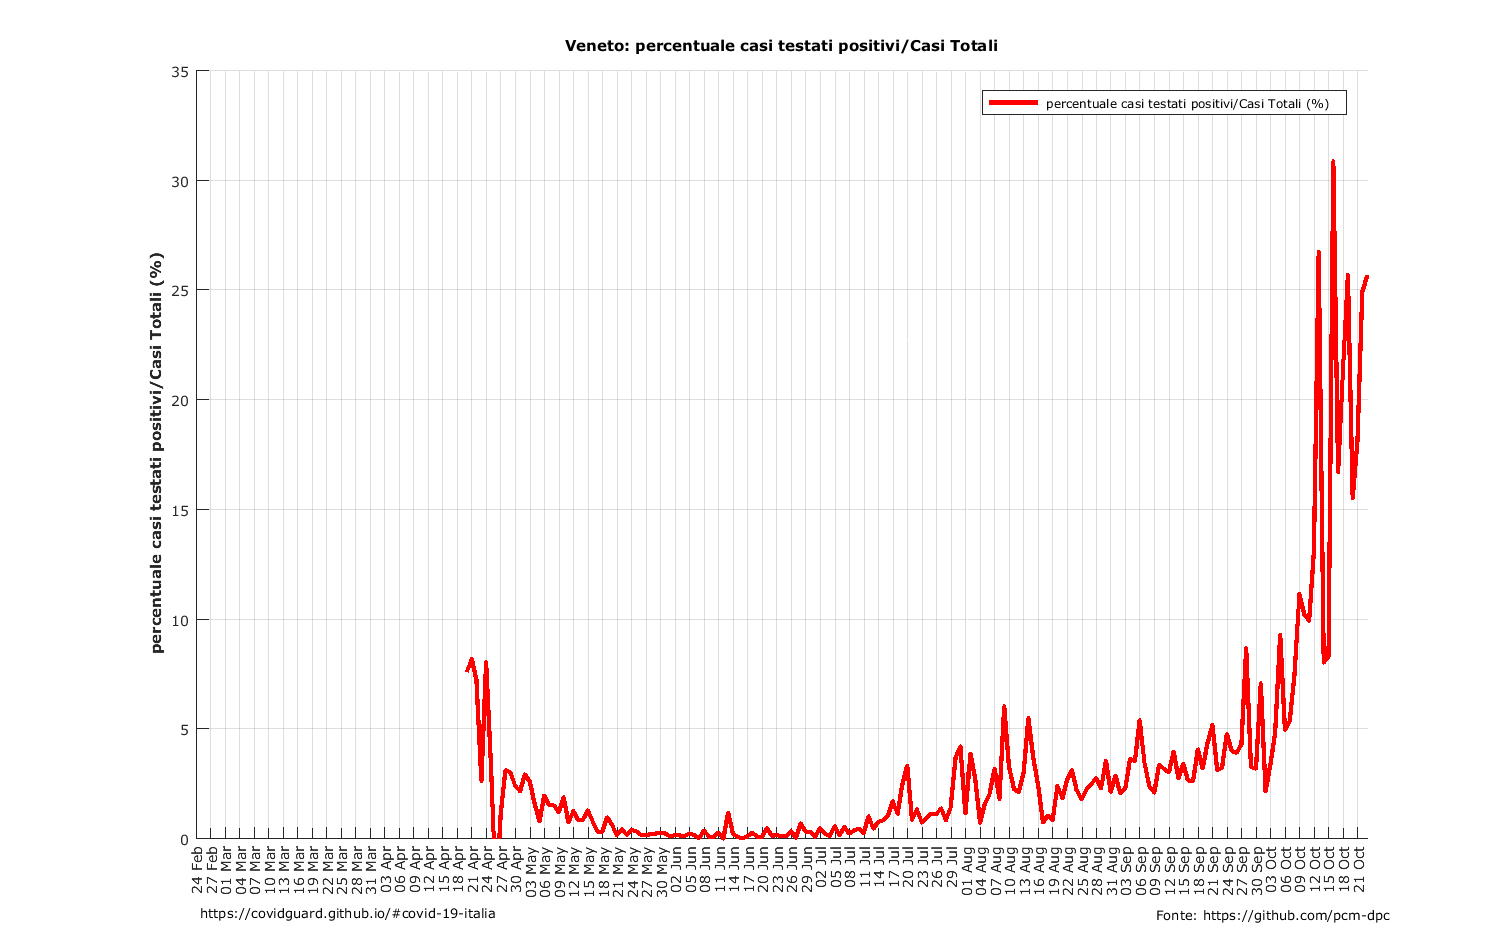 Veneto: percentuale casi testati positivi/Casi Totali
percentuale casi testati positivi/Casi Totali (%)
percentuale casi testati positivi/Casi Totali (%)
35
30
25
20
15
10
5
0
24 Feb
27 Feb
01 Mar
04 Mar
07 Mar
10 Mar
13 Mar
16 Mar
19 Mar
22 Mar
25 Mar
28 Mar
31 Mar
03 Apr
06 Apr
09 Apr
12 Apr
15 Apr
18 Apr
21 Apr
24 Apr
27 Apr
30 Apr
03 May
06 May
09 May
12 May
15 May
18 May
21 May
24 May
27 May
30 May
02 Jun
05 Jun
08 Jun
11 Jun
14 Jun
17 Jun
20 Jun
23 Jun
26 Jun
29 Jun
02 Jul
05 Jul
08 Jul
11 Jul
14 Jul
17 Jul
20 Jul
23 Jul
26 Jul
29 Jul
01 Aug
04 Aug
07 Aug
10 Aug
13 Aug
16 Aug
19 Aug
22 Aug
25 Aug
28 Aug
31 Aug
03 Sep
06 Sep
09 Sep
12 Sep
15 Sep
18 Sep
21 Sep
24 Sep
27 Sep
30 Sep
03 Oct
06 Oct
09 Oct
12 Oct
15 Oct
18 Oct
21 Oct
https://covidguard.github.io/#covid-19-italia
Fonte: https://github.com/pcm-dpc